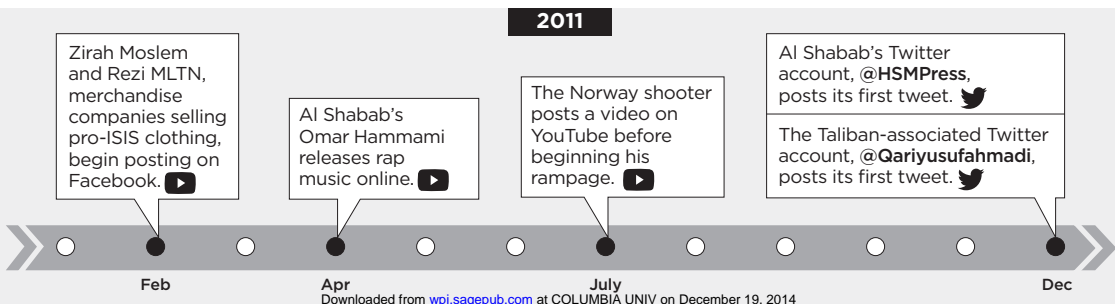 2011
Zirah Moslem
and Rezi MLTN,
merchandise
companies selling
pro-ISIS clothing,
begin posting on
Facebook.
Al Shabab’s
Omar Hammami
releases rap
music online.
The Norway shooter
posts a video on
YouTube before
beginning his
rampage.
Al Shabab’s Twitter
account, @HSMPress,
posts its first tweet.
The Taliban-associated Twitter
account, @Qariyusufahmadi,
posts its first tweet.
Feb
Apr
July
Dec
Downloaded from wpj.sagepub.com at COLUMBIA UNIV on December 19, 2014